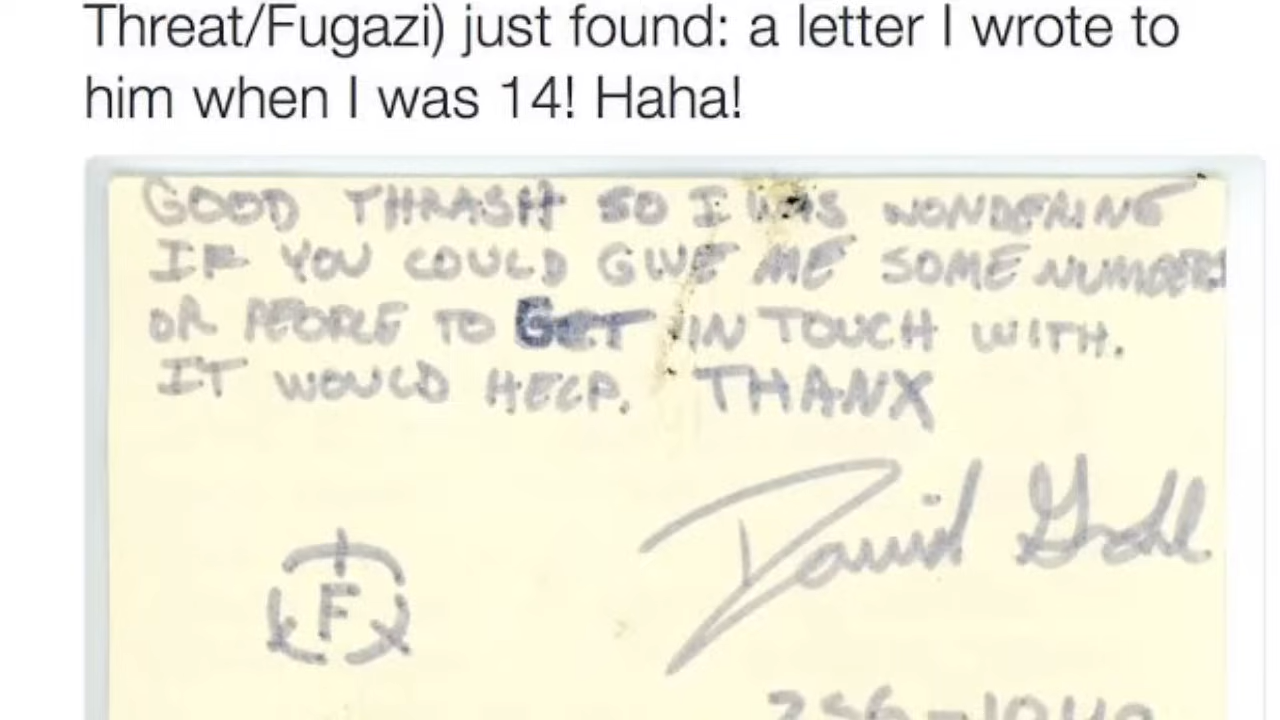 Threat/Fugazi) just found: a letter I wrote to
him when I was 14! Haha!
GOOD THRASH SO I WAS WONDERING
IF YOU COULD GIVE ME SOME NUMBERS
OR PEOPLE TO GET IN TOUCH WITH.
IT WOULD HELP. THANX
David Grohl
F